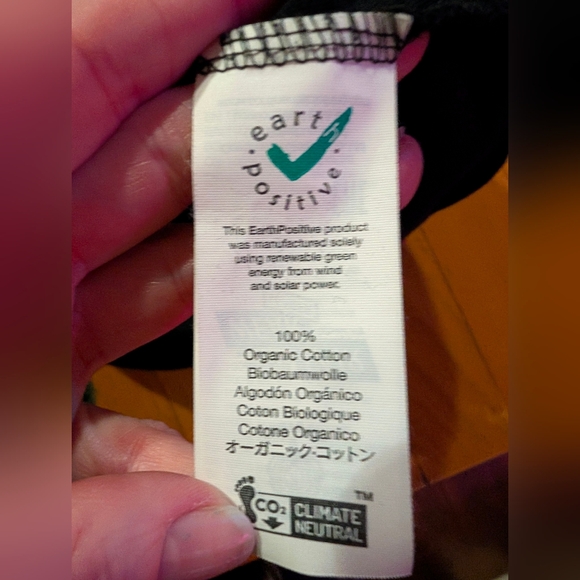 earth
positive
This EarthPositive product
was manufactured solely
using renewable green
energy from wind
and solar power.
100%
Organic Cotton
Biobaumwolle
Algodón Orgánico
Coton Biologique
Cotone Organico
オーガニック·コットン
TM
CO₂ CLIMATE
NEUTRAL